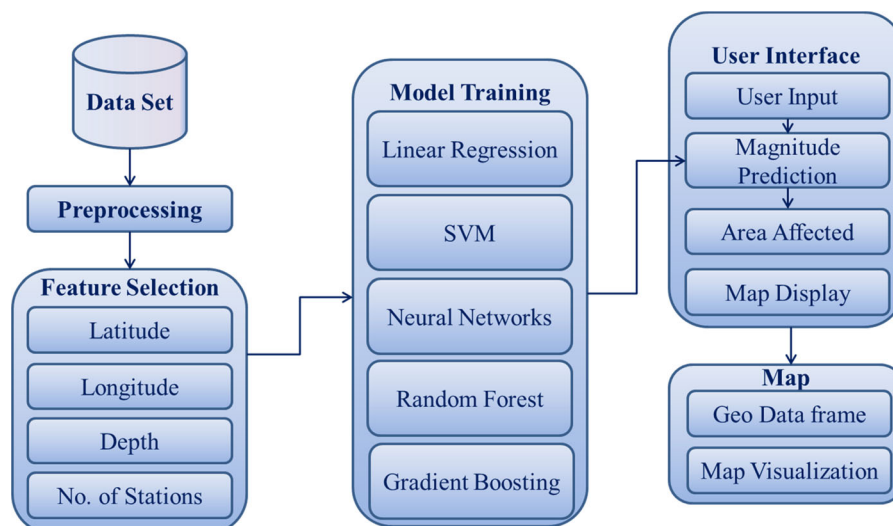 Data Set
Preprocessing
Feature Selection
Latitude
Longitude
Depth
No. of Stations
Model Training
Linear Regression
SVM
Neural Networks
Random Forest
Gradient Boosting
User Interface
User Input
Magnitude
Prediction
Area Affected
Map Display
Map
Geo Data frame
Map Visualization